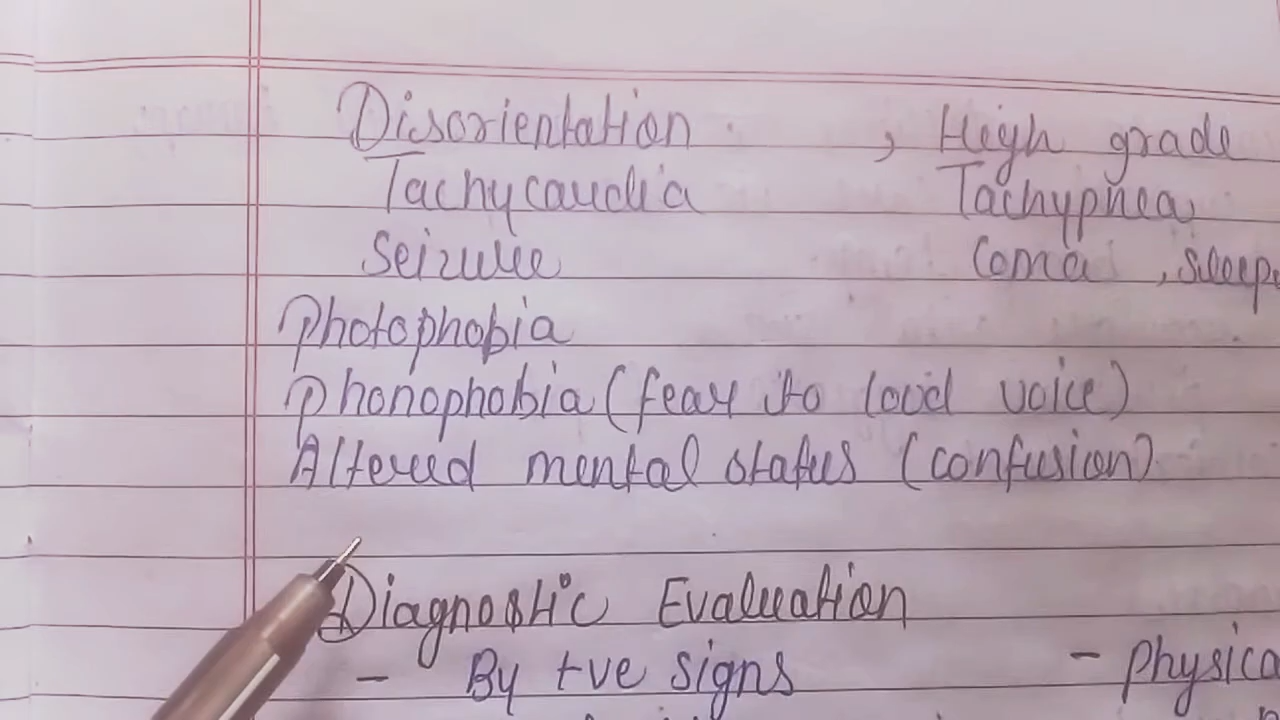 Disorientation , High grade
Tachycardia Tachypnea,
Seizure Coma , sleep
Photophobia
Phonophobia (fear to loud voice)
Altered mental status (confusion).
Diagnostic Evaluation
- By +ve signs - Physica